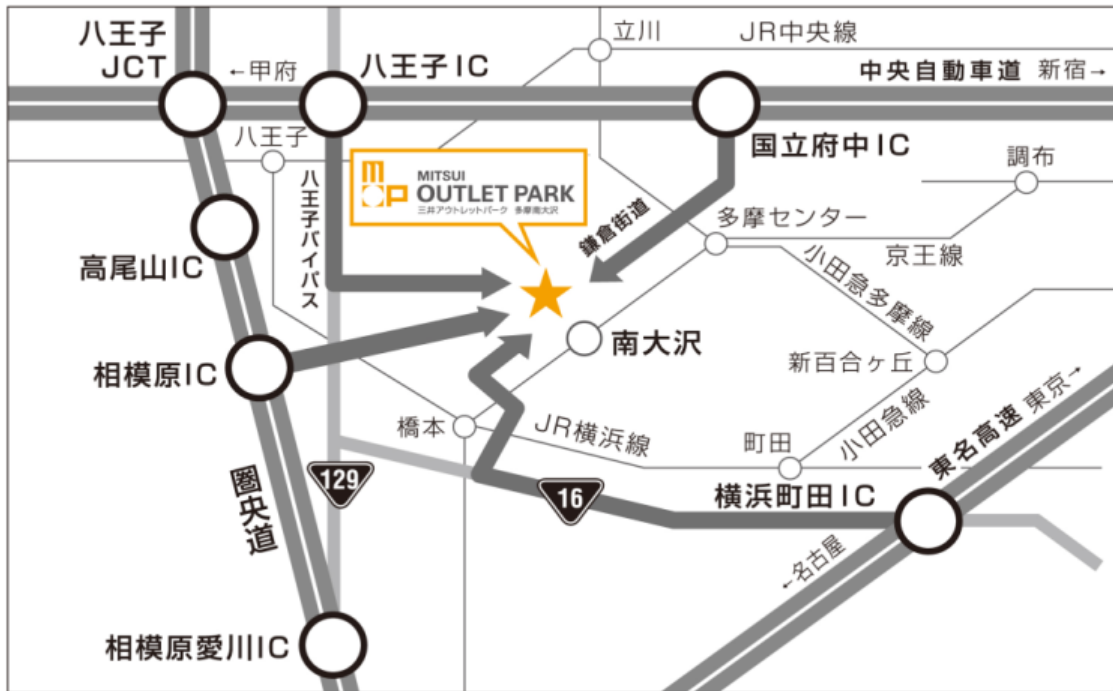 八王子
JCT
←甲府
八王子IC
立川
JR中央線
中央自動車道 新宿→
国立府中IC
八王子
調布
MITSUI
OUTLET PARK
三井アウトレットパーク 多摩南大沢
八王子バイパス
鎌倉街道
多摩センター
京王線
小田急多摩線
高尾山IC
南大沢
新百合ヶ丘
相模原IC
橋本
JR横浜線
町田
小田急線
東名高速 東京→
129
16
横浜町田IC
圏央道
←名古屋
相模原愛川IC